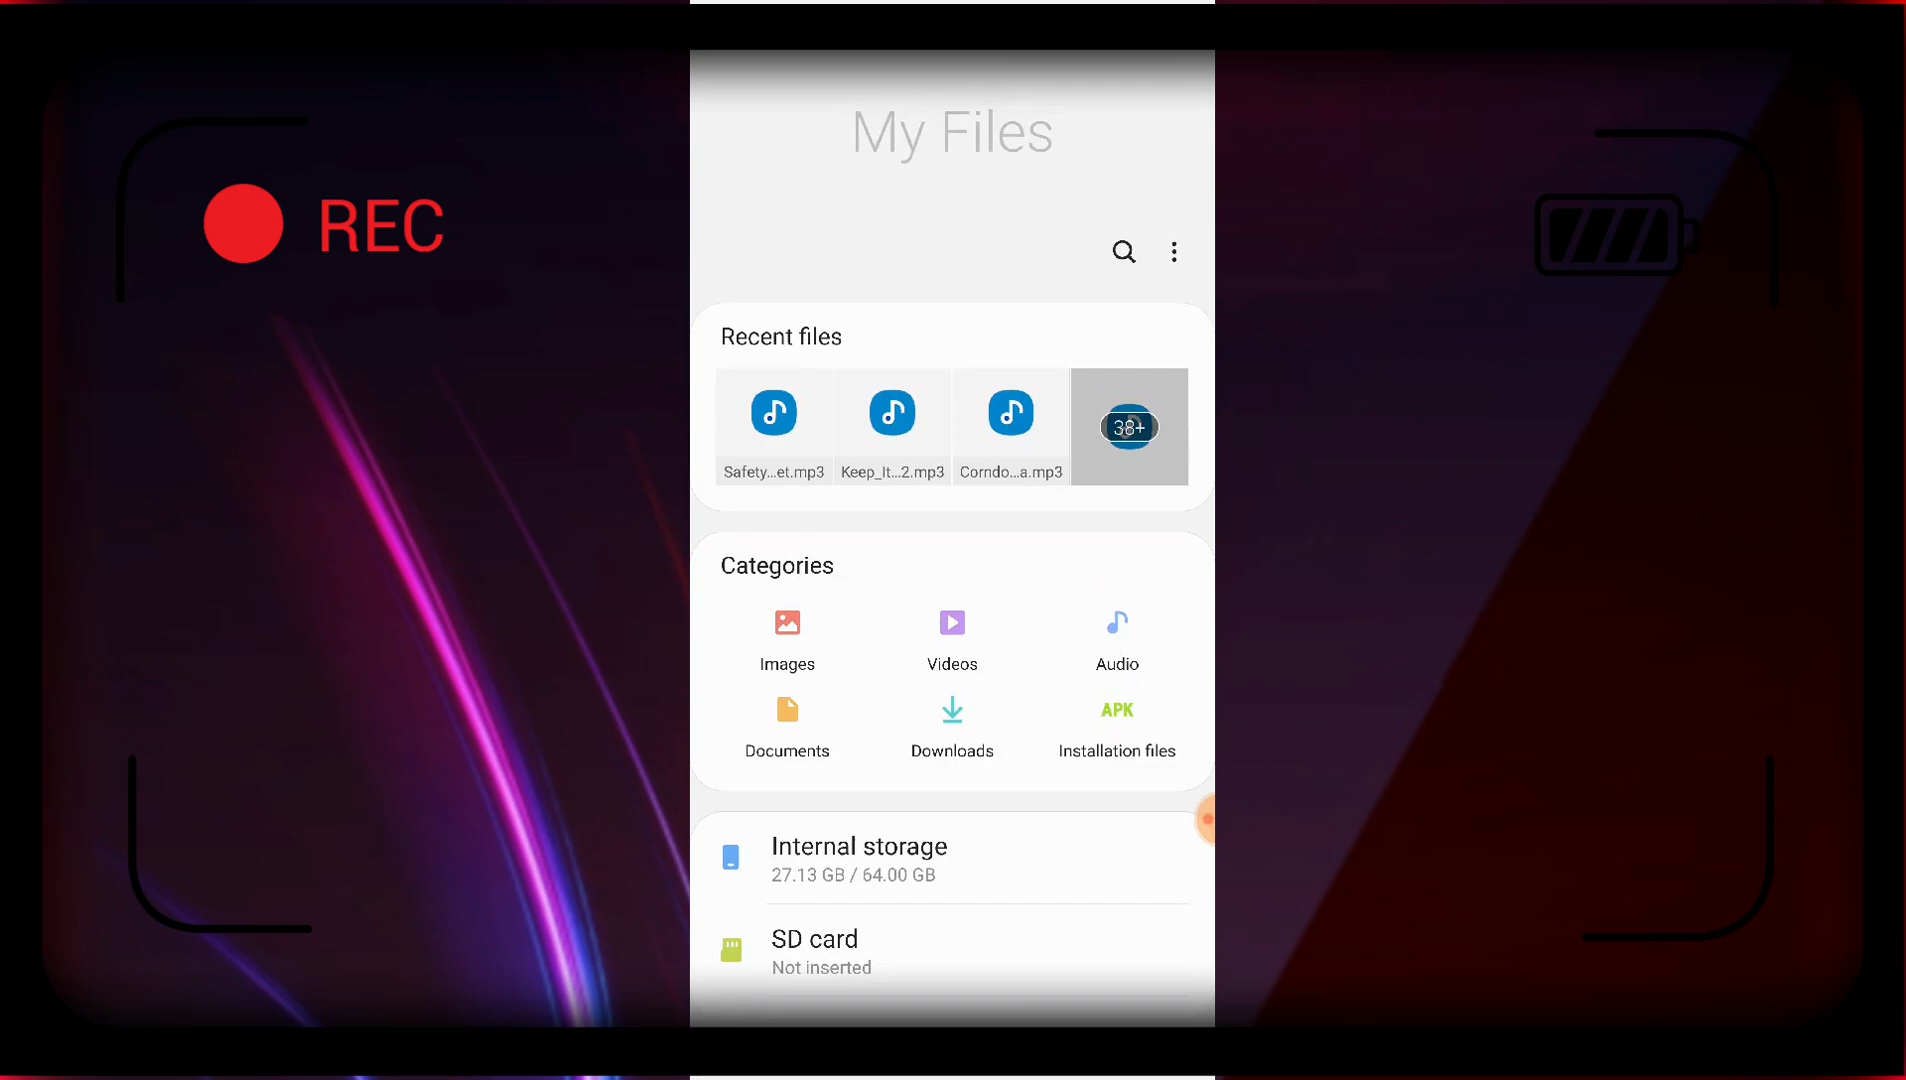 My Files
REC
Recent files
Safety...et.mp3 Keep_It...2.mp3 Corndo...a.mp3 38+
Categories
Images Videos Audio
APK
Documents Downloads Installation files
Internal storage
27.13 GB / 64.00 GB
SD card
Not inserted